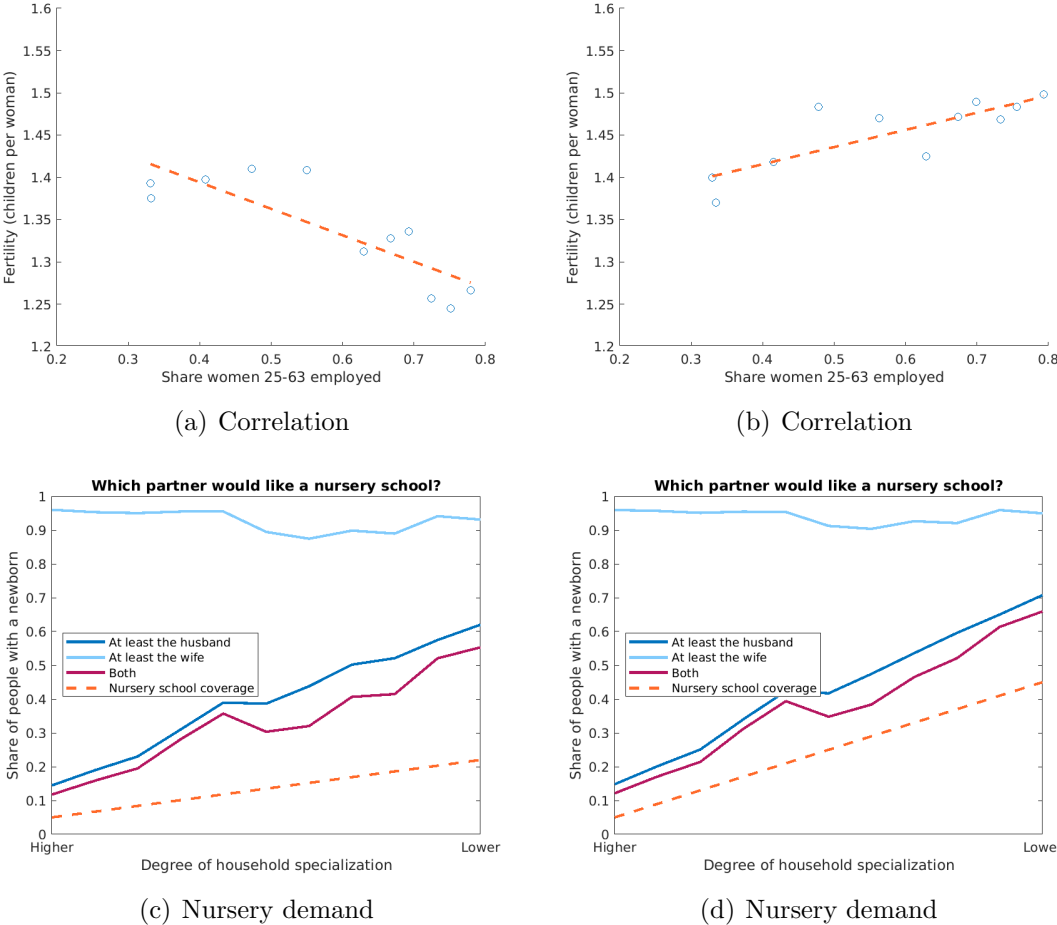 1.6
1.55
1.5
1.45
1.4
1.35
1.3
1.25
1.2
Fertility (children per woman)
0.2 0.3 0.4 0.5 0.6 0.7 0.8
Share women 25-63 employed
(a) Correlation
1.6
1.55
1.5
1.45
1.4
1.35
1.3
1.25
1.2
Fertility (children per woman)
0.2 0.3 0.4 0.5 0.6 0.7 0.8
Share women 25-63 employed
(b) Correlation
Which partner would like a nursery school?
1
0.9
0.8
0.7
0.6
0.5
0.4
0.3
0.2
0.1
0
Share of people with a newborn
At least the husband
At least the wife
Both
Nursery school coverage
Higher Lower
Degree of household specialization
(c) Nursery demand
Which partner would like a nursery school?
1
0.9
0.8
0.7
0.6
0.5
0.4
0.3
0.2
0.1
0
Share of people with a newborn
At least the husband
At least the wife
Both
Nursery school coverage
Higher Lowe
Degree of household specialization
(d) Nursery demand